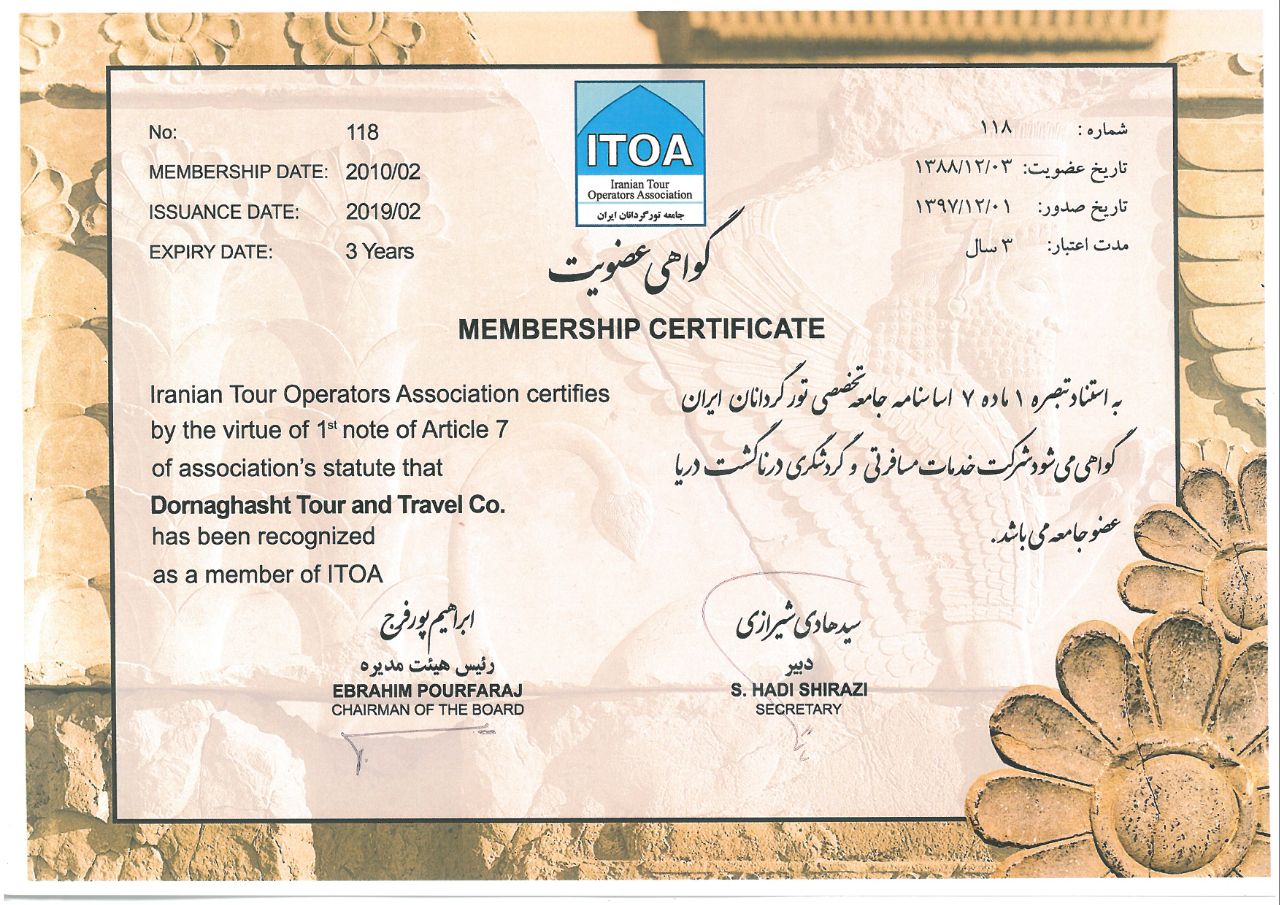 ITOA
Iranian Tour
Operators Association
جامعه تورگردانان ایران
No: 118
MEMBERSHIP DATE: 2010/02
ISSUANCE DATE: 2019/02
EXPIRY DATE: 3 Years
شماره : ۱۱۸
تاریخ عضویت: ۱۳۸۸/۱۲/۰۳
تاریخ صدور: ۱۳۹۷/۱۲/۰۱
مدت اعتبار: ۳ سال
گواهی عضویت
MEMBERSHIP CERTIFICATE
Iranian Tour Operators Association certifies
by the virtue of 1st note of Article 7
of association's statute that
Dornaghasht Tour and Travel Co.
has been recognized
as a member of ITOA
به استناد تبصره ۱ ماده ۷ اساسنامه جامعه تخصصی تورگردانان ایران
گواهی می شود شرکت خدمات مسافرتی و گردشگری درناگشت دریا
عضو جامعه می باشد.
ابراهیم پورفرج
رئیس هیئت مدیره
EBRAHIM POURFARAJ
CHAIRMAN OF THE BOARD
سیدهادی شیرازی
دبیر
S. HADI SHIRAZI
SECRETARY